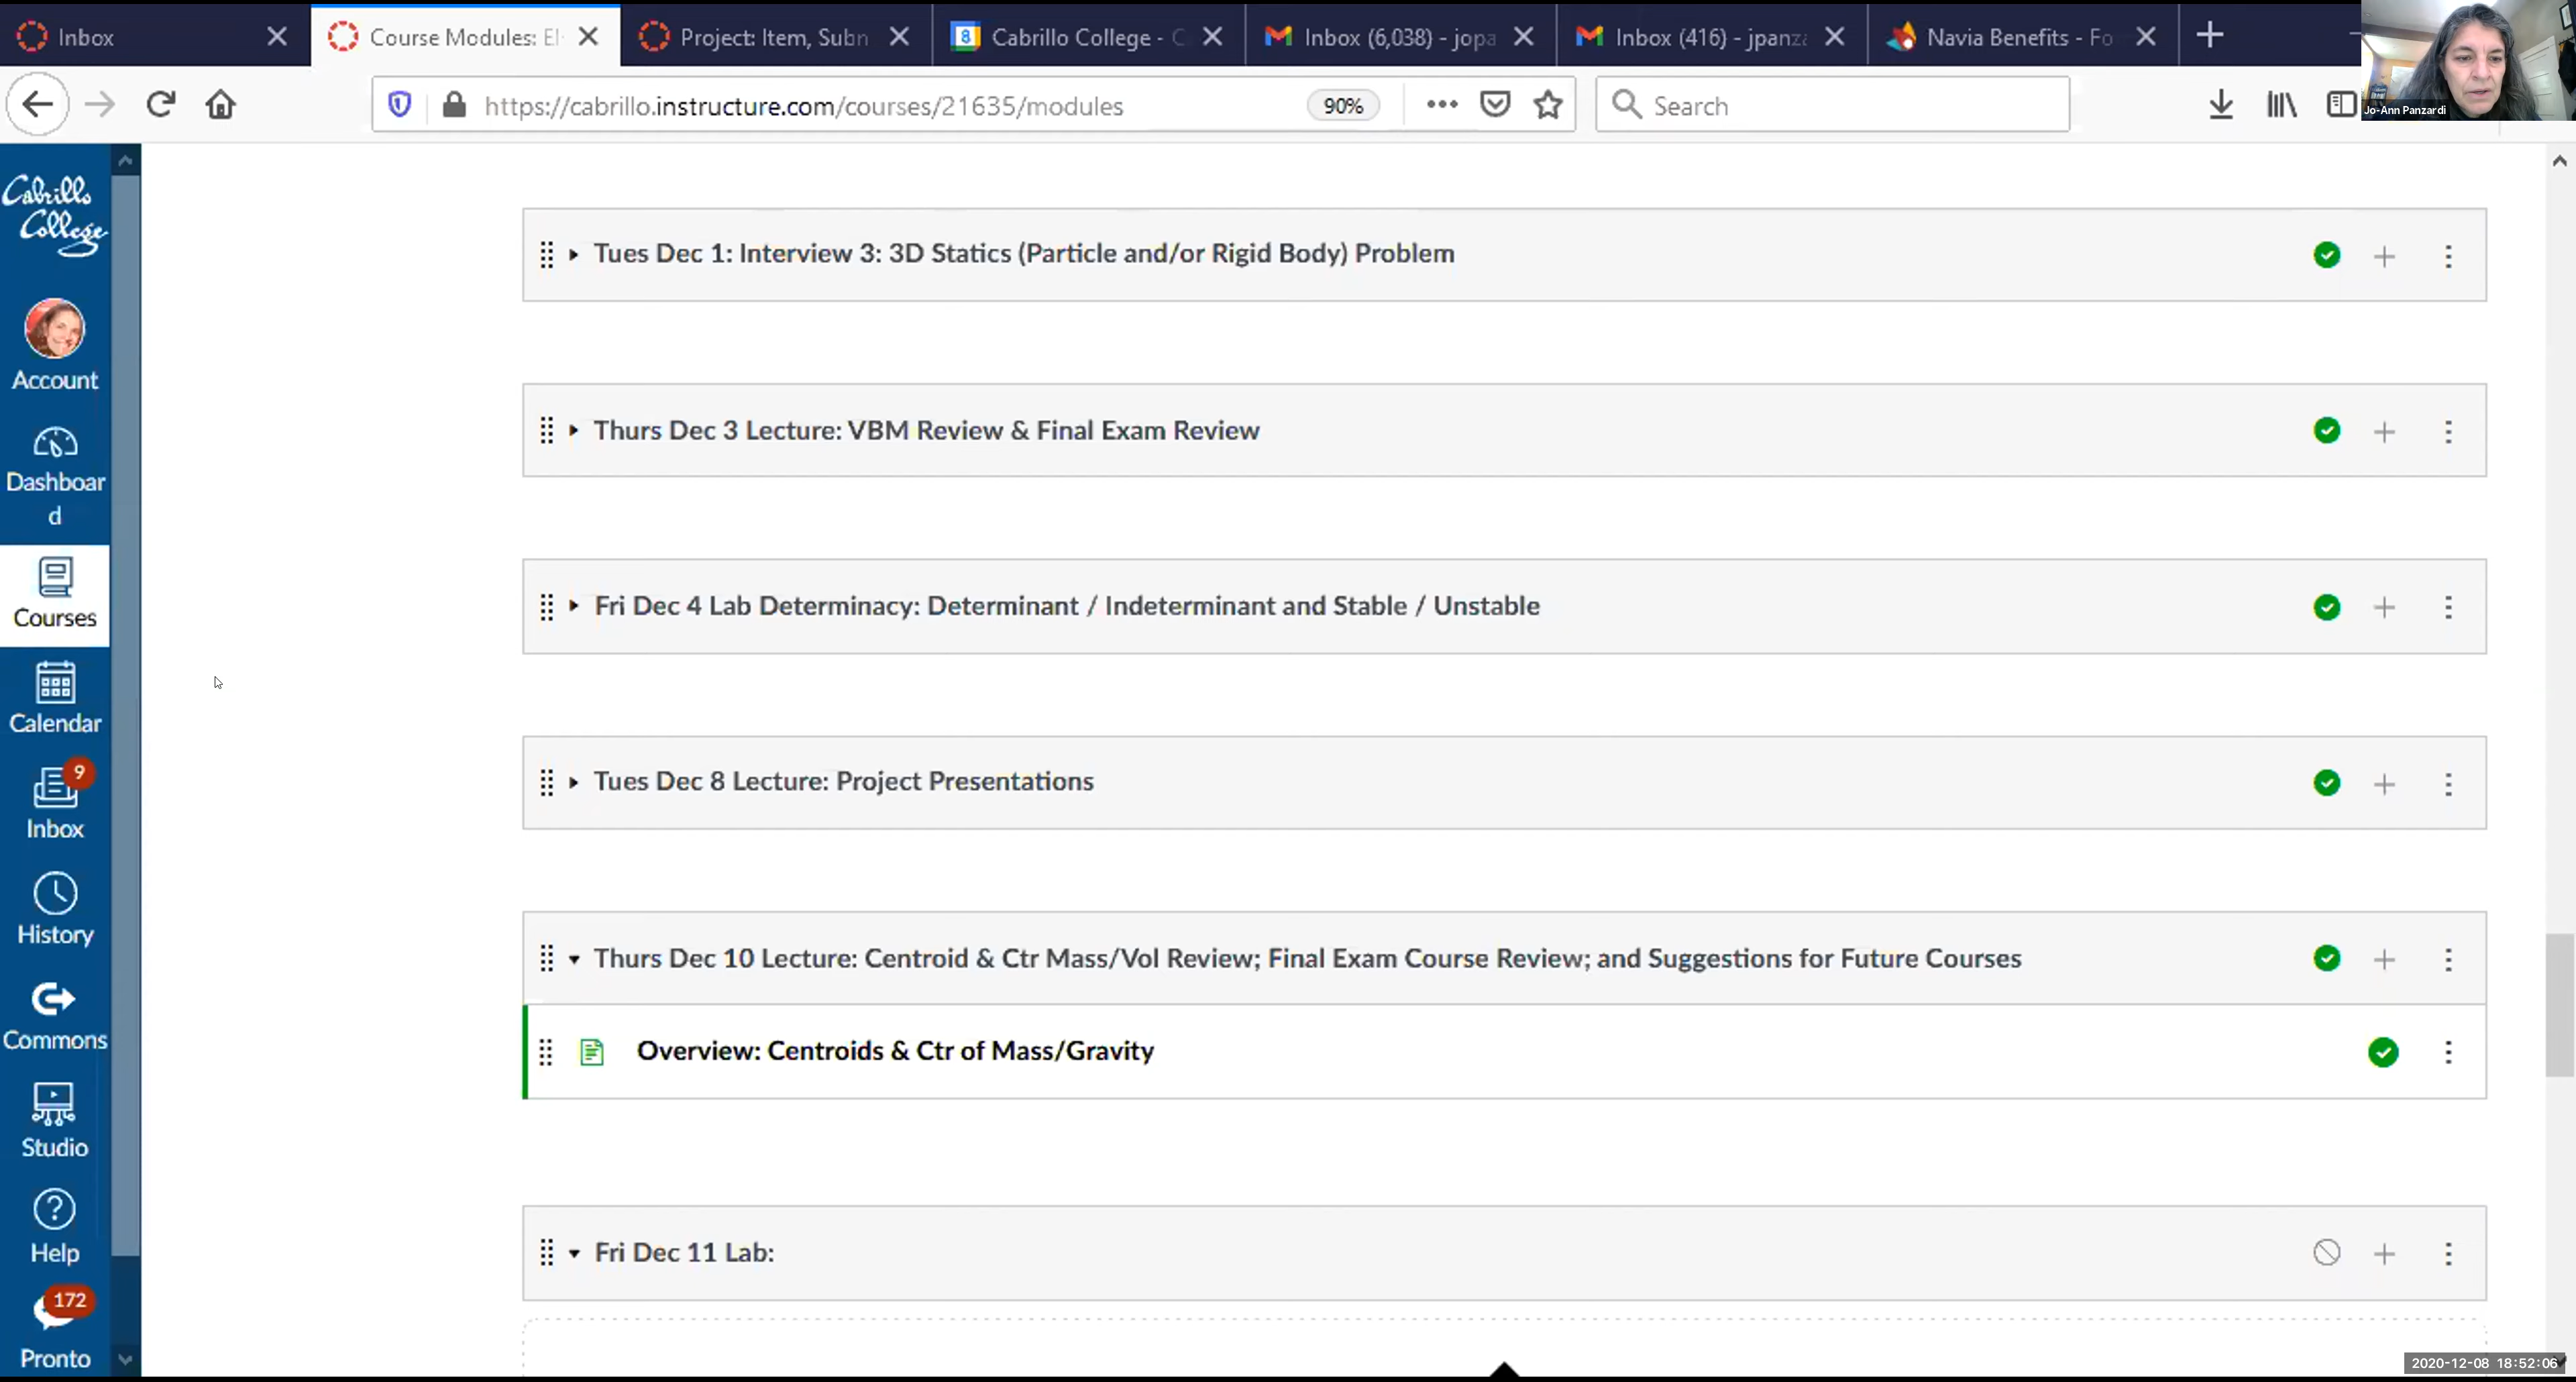 Inbox
Course Modules: El
Project: Item, Subn
Cabrillo College - C
Inbox (6,038) - jopa
Inbox (416) - jpanza
Navia Benefits - Fo
https://cabrillo.instructure.com/courses/21635/modules
90%
Search
Jo-Ann Panzardi
Cabrillo
College
Account
Dashboar
d
Courses
Calendar
9
Inbox
History
Commons
Studio
Help
172
Pronto
Tues Dec 1: Interview 3: 3D Statics (Particle and/or Rigid Body) Problem
Thurs Dec 3 Lecture: VBM Review & Final Exam Review
Fri Dec 4 Lab Determinacy: Determinant / Indeterminant and Stable / Unstable
Tues Dec 8 Lecture: Project Presentations
Thurs Dec 10 Lecture: Centroid & Ctr Mass/Vol Review; Final Exam Course Review; and Suggestions for Future Courses
Overview: Centroids & Ctr of Mass/Gravity
Fri Dec 11 Lab:
2020-12-08 18:52:06